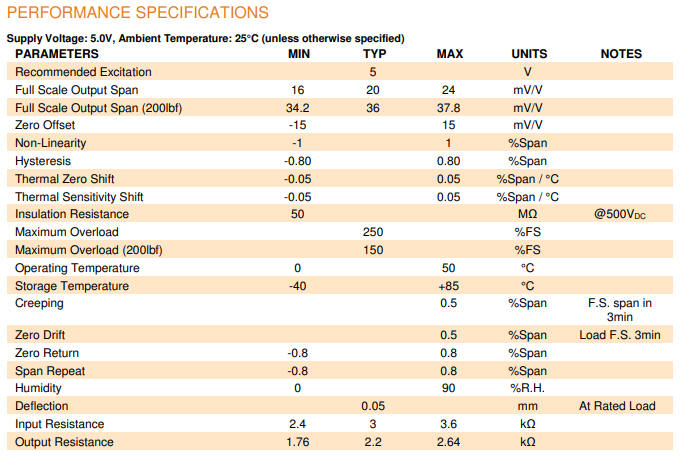 PERFORMANCE SPECIFICATIONS
Supply Voltage: 5.0V, Ambient Temperature: 25°C (unless otherwise specified)
PARAMETERS MIN TYP MAX UNITS NOTES
Recommended Excitation 5 V
Full Scale Output Span 16 20 24 mV/V
Full Scale Output Span (200lbf) 34.2 36 37.8 mV/V
Zero Offset -15 15 mV/V
Non-Linearity -1 1 %Span
Hysteresis -0.80 0.80 %Span
Thermal Zero Shift -0.05 0.05 %Span / °C
Thermal Sensitivity Shift -0.05 0.05 %Span / °C
Insulation Resistance 50 MΩ @500VDC
Maximum Overload 250 %FS
Maximum Overload (200lbf) 150 %FS
Operating Temperature 0 50 °C
Storage Temperature -40 +85 °C
Creeping 0.5 %Span F.S. span in
3min
Zero Drift 0.5 %Span Load F.S. 3min
Zero Return -0.8 0.8 %Span
Span Repeat -0.8 0.8 %Span
Humidity 0 90 %R.H.
Deflection 0.05 mm At Rated Load
Input Resistance 2.4 3 3.6 kΩ
Output Resistance 1.76 2.2 2.64 kΩ